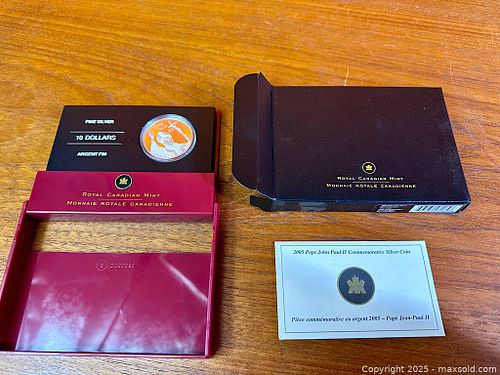 FINE SILVER
10 DOLLARS
ARGENT FIN
ROYAL CANADIAN MINT
MONNAIE ROYALE CANADIENNE
ROYAL CANADIAN MINT
MONNAIE ROYALE CANADIENNE
2005 Pope John Paul II Commemorative Silver Coin
Pièce commémorative en argent 2005 – Pape Jean-Paul II
Copyright © 2025 - maxsold.com